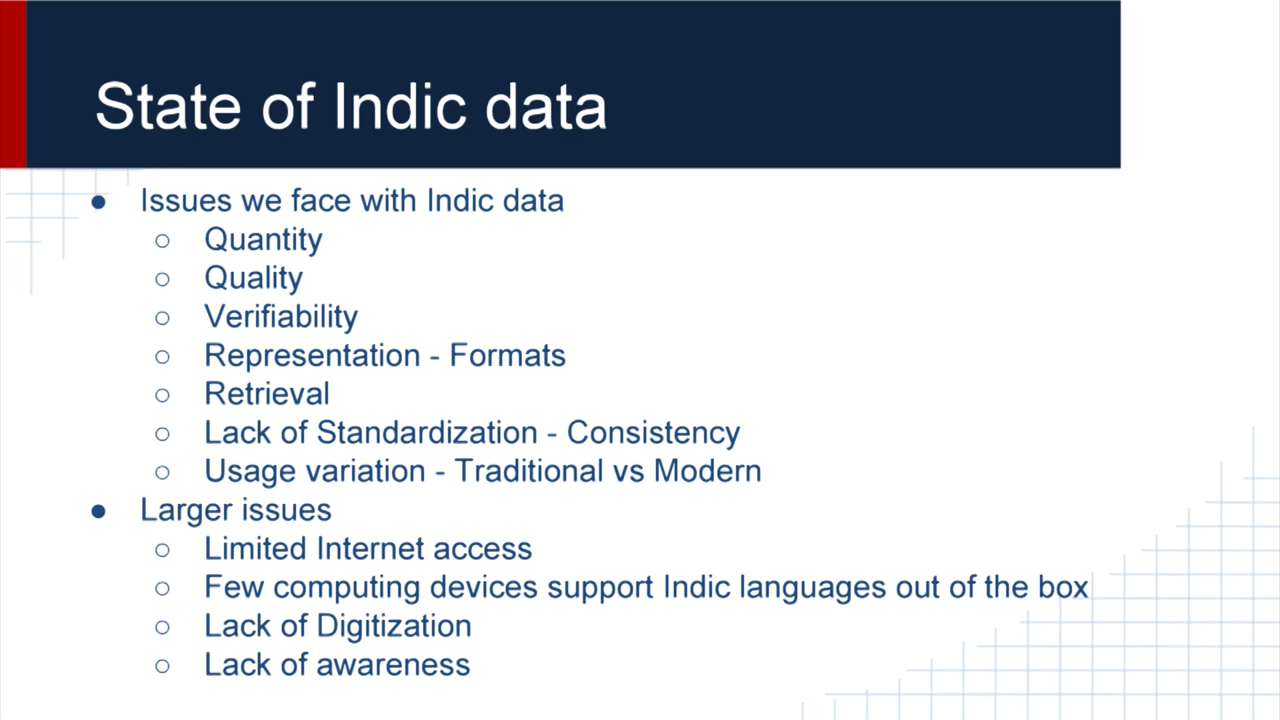 State of Indic data
● Issues we face with Indic data
○ Quantity
○ Quality
○ Verifiability
○ Representation - Formats
○ Retrieval
○ Lack of Standardization - Consistency
○ Usage variation - Traditional vs Modern
● Larger issues
○ Limited Internet access
○ Few computing devices support Indic languages out of the box
○ Lack of Digitization
○ Lack of awareness